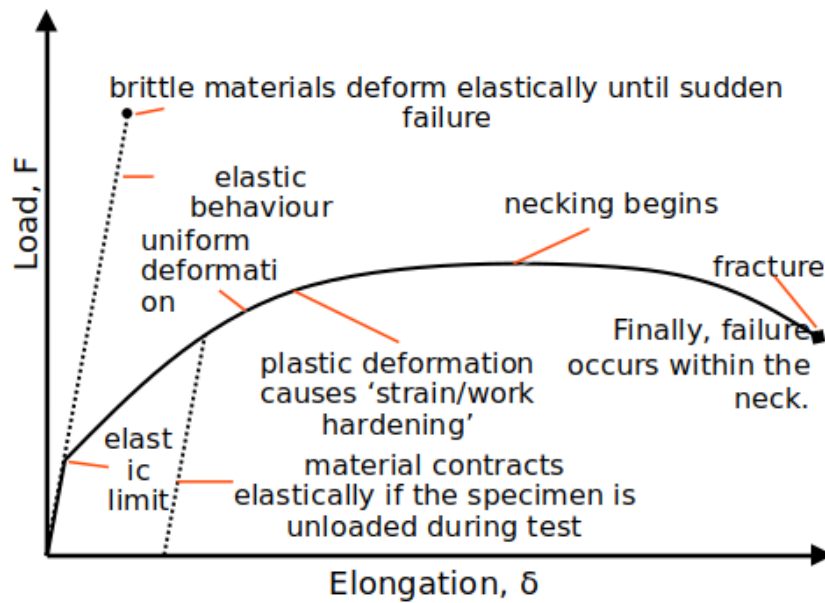 brittle materials deform elastically until sudden
failure
elastic
behaviour
necking begins
uniform
deformati
on
fracture
Load, F
Finally, failure
occurs within the
neck.
plastic deformation
causes ‘strain/work
hardening’
elast
ic
limit
material contracts
elastically if the specimen is
unloaded during test
Elongation, δ